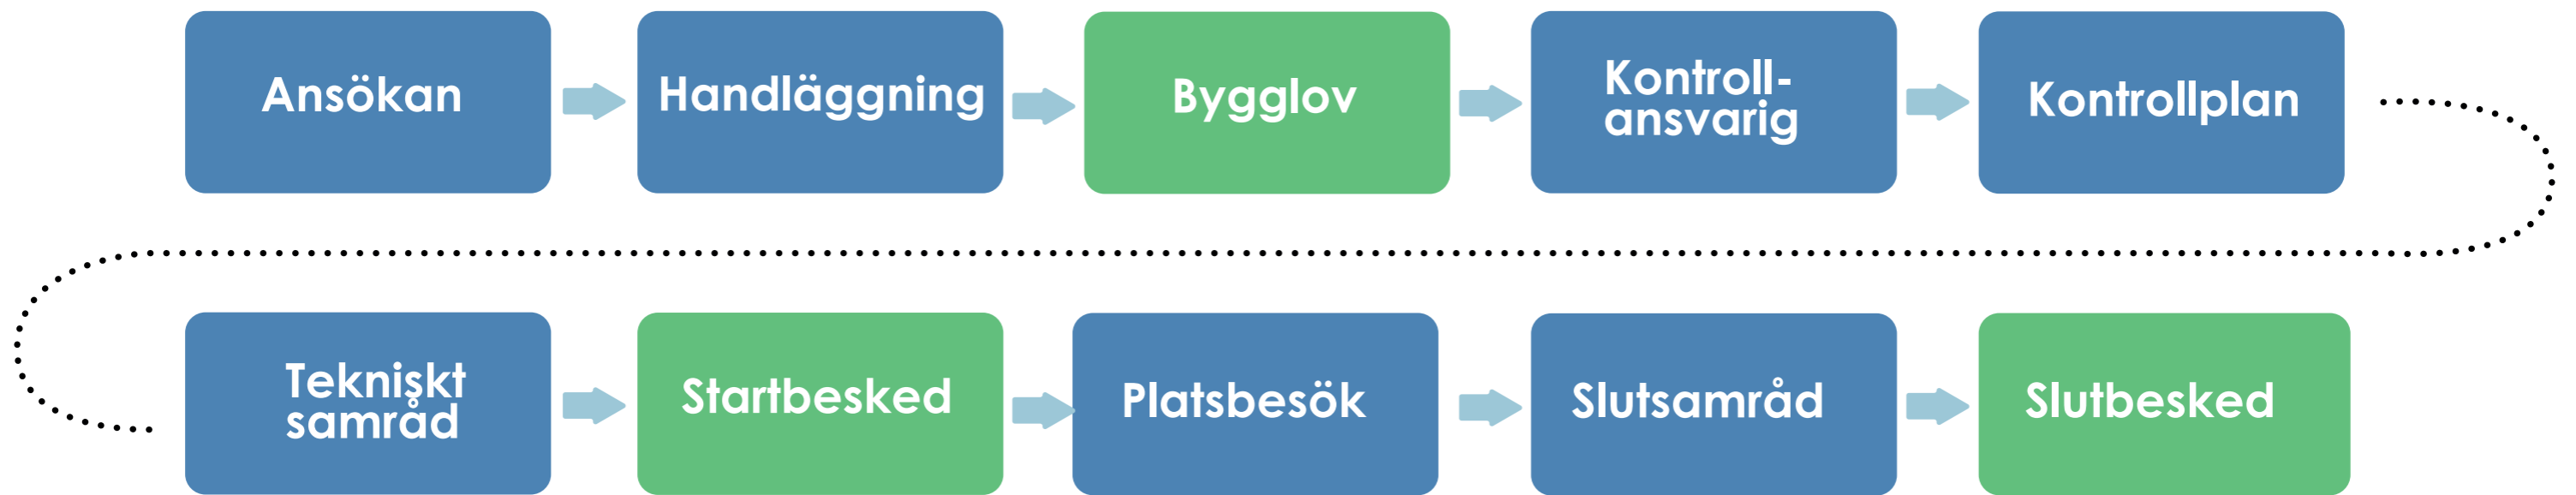 Ansökan
Handläggning
Bygglov
Kontroll-
ansvarig
Kontrollplan
Tekniskt
samråd
Startbesked
Platsbesök
Slutsamråd
Slutbesked